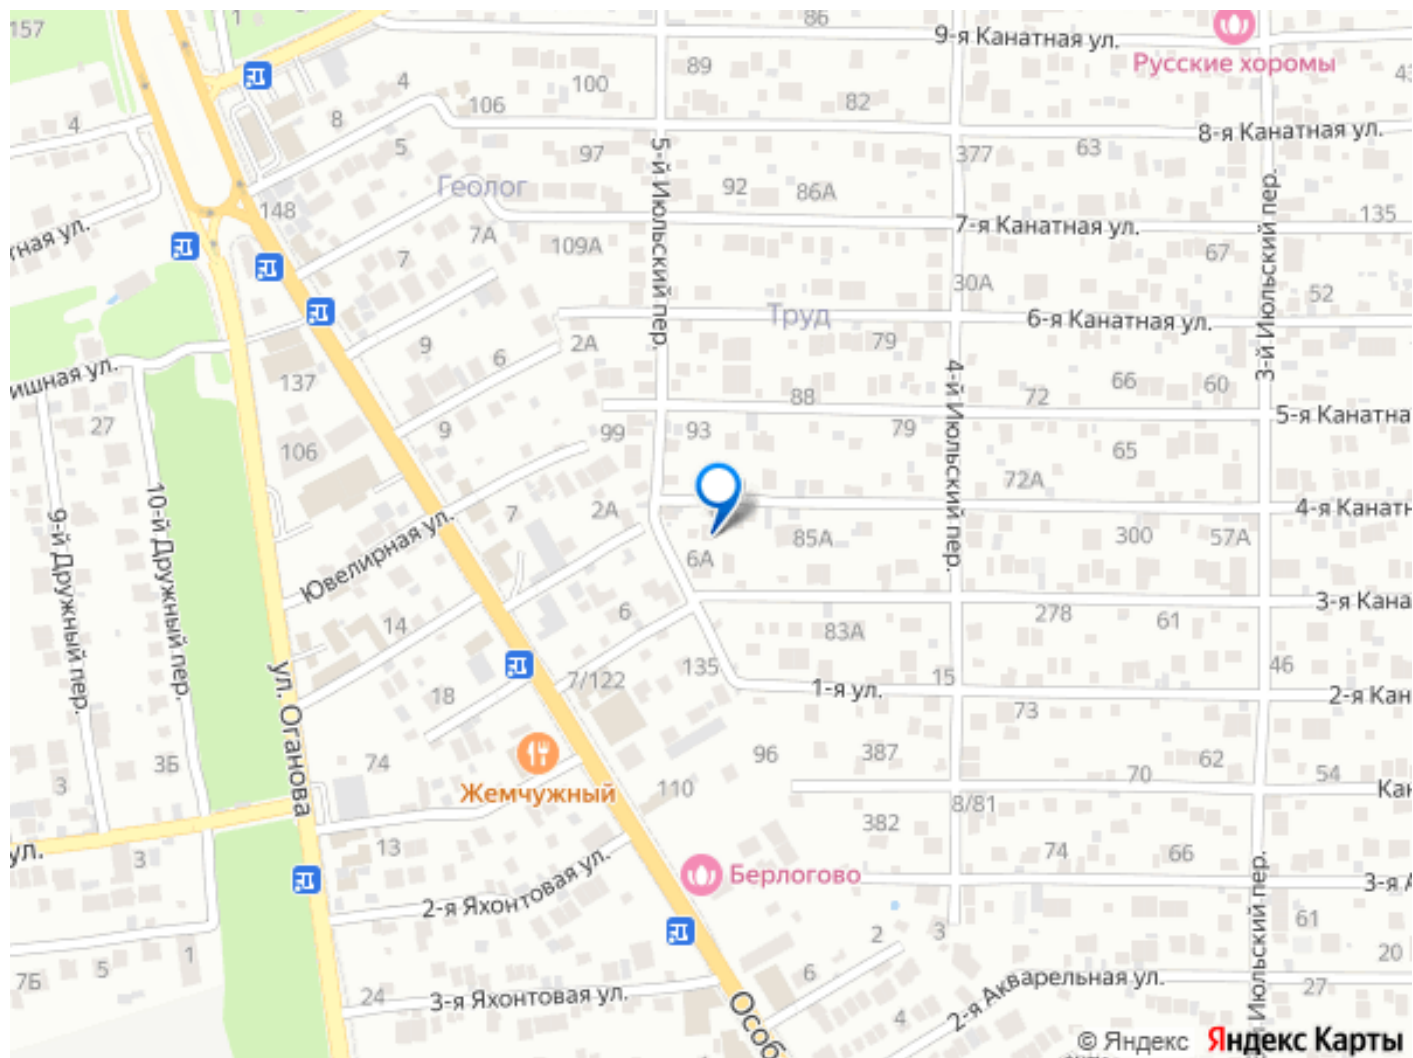 157
1
86
9-я Канатная ул.
Русские хоромы
43
4
100
89
106
82
4
8
8-я Канатная ул.
5
97
377
63
Геолог
92
86А
148
7А
109А
7-я Канатная ул.
135
тная ул.
7
67
5-й Июльский пер.
3-й Июльский пер.
30А
52
Труд
6-я Канатная ул.
9
6
2А
79
ишная ул.
137
4-й Июльский пер.
66
60
88
72
27
9
99
93
79
5-я Канатна
106
65
72А
10-й Дружный пер.
9-й Дружный пер.
7
2А
4-я Канатн
Ювелирная ул.
6А
85А
300
57А
14
6
83А
278
61
3-я Кана
ул. Оганова
135
15
46
18
7/122
1-я ул.
2-я Кан
73
74
3Б
96
387
62
3
70
54
Жемчужный
110
8/81
Кан
382
ул.
3
13
74
66
Берлогово
3-я А
2-я Яхонтовая ул.
й Июльский пер.
61
2
3
7Б
5
1
6
20
24
3-я Яхонтовая ул.
2-я Акварельная ул.
27
4
Особ
© Яндекс Яндекс Карты